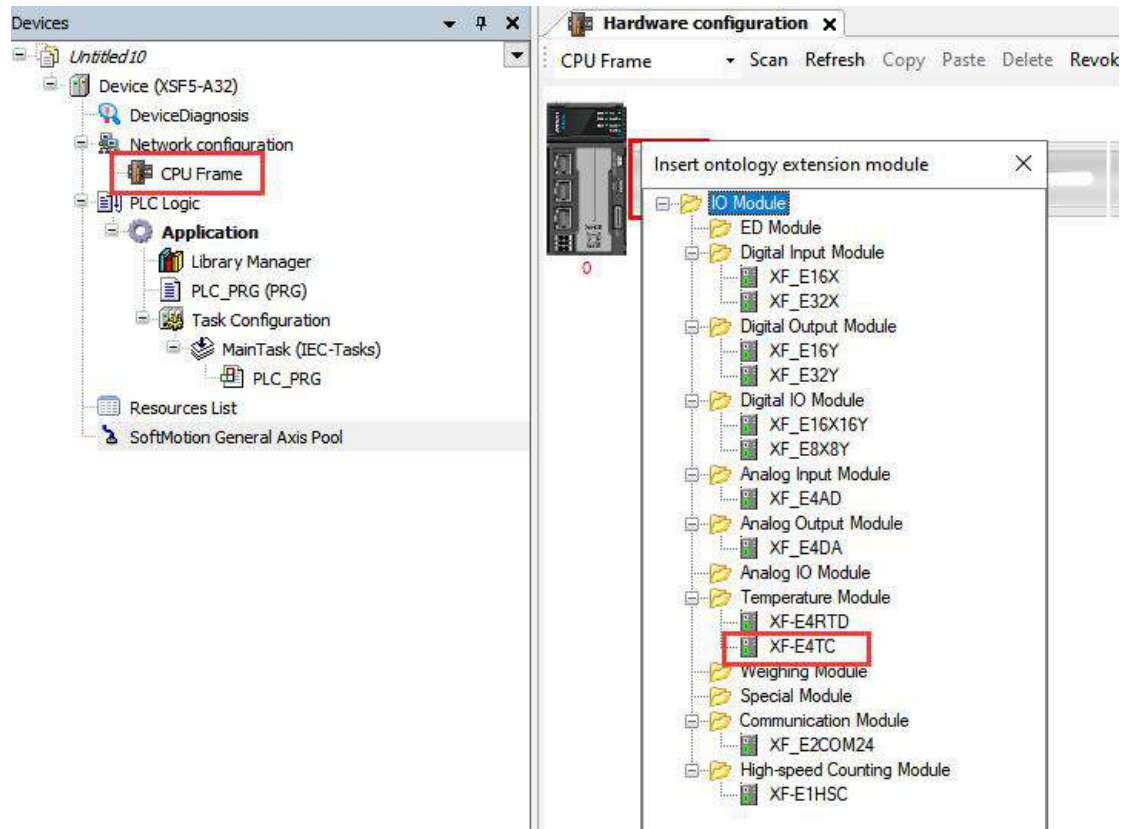 Devices
Untitled10
Device (XSF5-A32)
DeviceDiagnosis
Network configuration
CPU Frame
PLC Logic
Application
Library Manager
PLC_PRG (PRG)
Task Configuration
MainTask (IEC-Tasks)
PLC_PRG
Resources List
SoftMotion General Axis Pool
Hardware configuration
CPU Frame Scan Refresh Copy Paste Delete Revok
0
Insert ontology extension module
IO Module
ED Module
Digital Input Module
XF_E16X
XF_E32X
Digital Output Module
XF_E16Y
XF_E32Y
Digital IO Module
XF_E16X16Y
XF_E8X8Y
Analog Input Module
XF_E4AD
Analog Output Module
XF_E4DA
Analog IO Module
Temperature Module
XF-E4RTD
XF-E4TC
Weighing Module
Special Module
Communication Module
XF_E2COM24
High-speed Counting Module
XF-E1HSC